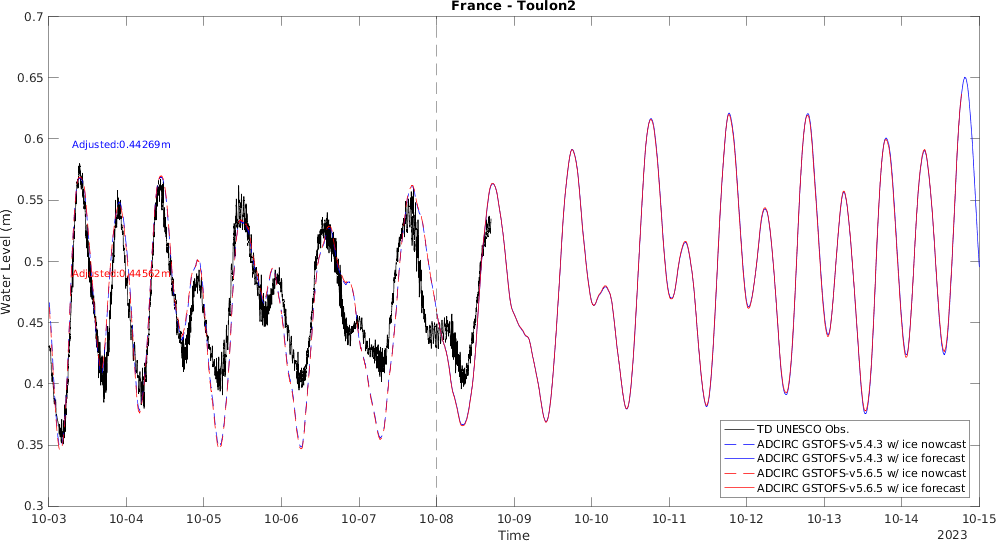 France - Toulon2
0.7
0.65
0.6
0.55
0.5
0.45
0.4
0.35
0.3
Water Level (m)
Adjusted:0.44269m
Adjusted:0.44562m
TD UNESCO Obs.
ADCIRC GSTOFS-v5.4.3 w/ ice nowcast
ADCIRC GSTOFS-v5.4.3 w/ ice forecast
ADCIRC GSTOFS-v5.6.5 w/ ice nowcast
ADCIRC GSTOFS-v5.6.5 w/ ice forecast
10-03 10-04 10-05 10-06 10-07 10-08 10-09 10-10 10-11 10-12 10-13 10-14 10-15
Time
2023